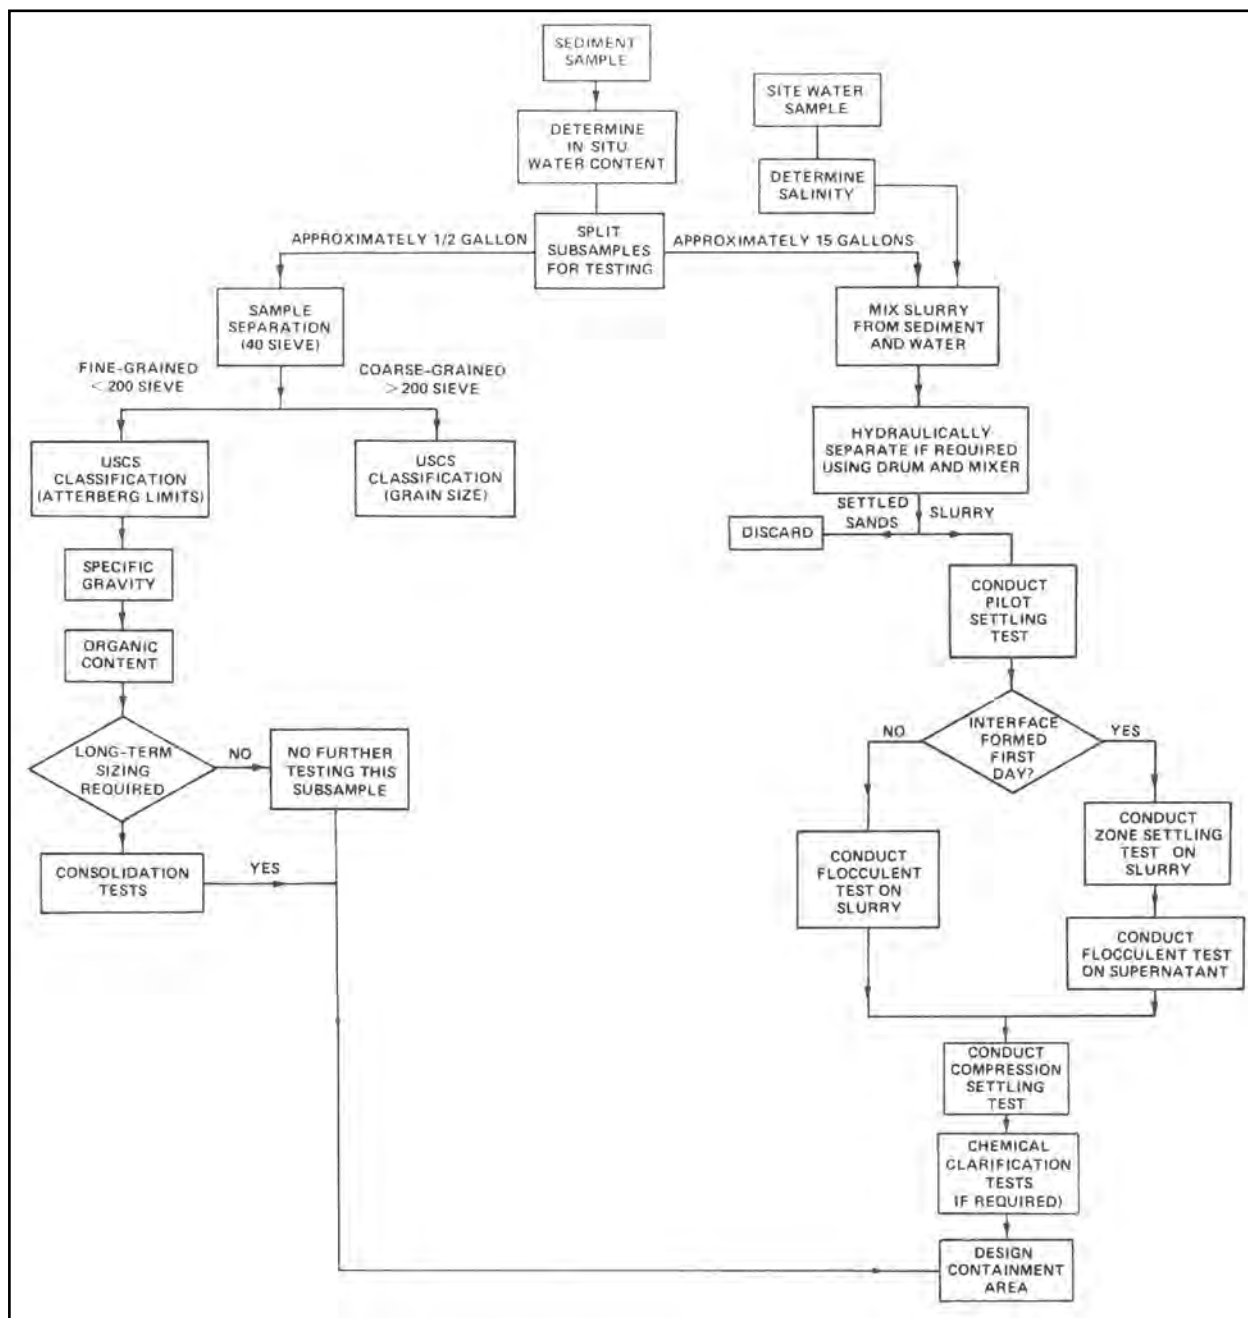 SEDIMENT
SAMPLE
SITE WATER
SAMPLE
DETERMINE
IN SITU
WATER CONTENT
DETERMINE
SALINITY
APPROXIMATELY 1/2 GALLON
SPLIT
SUBSAMPLES
FOR TESTING
APPROXIMATELY 15 GALLONS
SAMPLE
SEPARATION
(40 SIEVE)
MIX SLURRY
FROM SEDIMENT
AND WATER
FINE-GRAINED
< 200 SIEVE
COARSE-GRAINED
> 200 SIEVE
HYDRAULICALLY
SEPARATE IF REQUIRED
USING DRUM AND MIXER
USCS
CLASSIFICATION
(ATTERBERG LIMITS)
USCS
CLASSIFICATION
(GRAIN SIZE)
SETTLED
SANDS
SLURRY
DISCARD
SPECIFIC
GRAVITY
CONDUCT
PILOT
SETTLING
TEST
ORGANIC
CONTENT
LONG-TERM
SIZING
REQUIRED
NO
NO FURTHER
TESTING THIS
SUBSAMPLE
NO
INTERFACE
FORMED
FIRST
DAY?
YES
CONSOLIDATION
TESTS
YES
CONDUCT
FLOCCULENT
TEST ON
SLURRY
CONDUCT
ZONE SETTLING
TEST ON
SLURRY
CONDUCT
FLOCCULENT TEST
ON SUPERNATANT
CONDUCT
COMPRESSION
SETTLING
TEST
CHEMICAL
CLARIFICATION
TESTS
IF REQUIRED)
DESIGN
CONTAINMENT
AREA